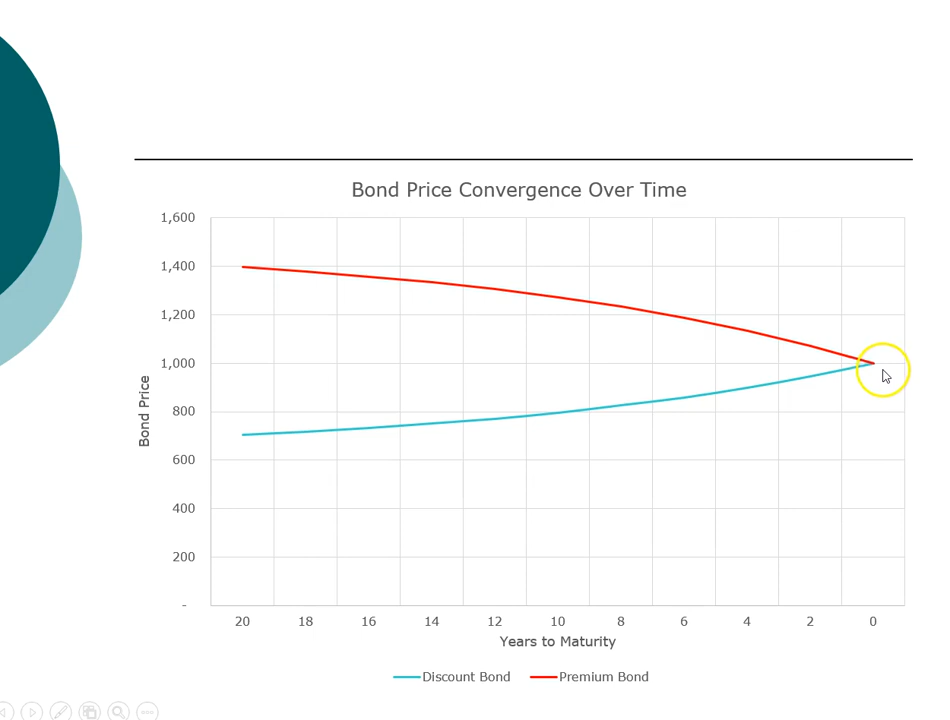 Bond Price Convergence Over Time
1,600
1,400
1,200
1,000
800
600
400
200
-
Bond Price
20 18 16 14 12 10 8 6 4 2 0
Years to Maturity
Discount Bond Premium Bond